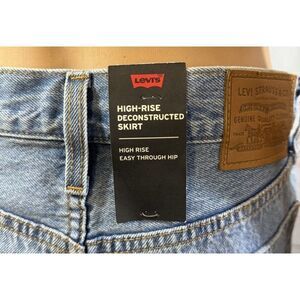 Levi's
HIGH-RISE
DECONSTRUCTED
SKIRT
HIGH RISE
EASY THROUGH HIP
LEVI STRAUSS & CO.